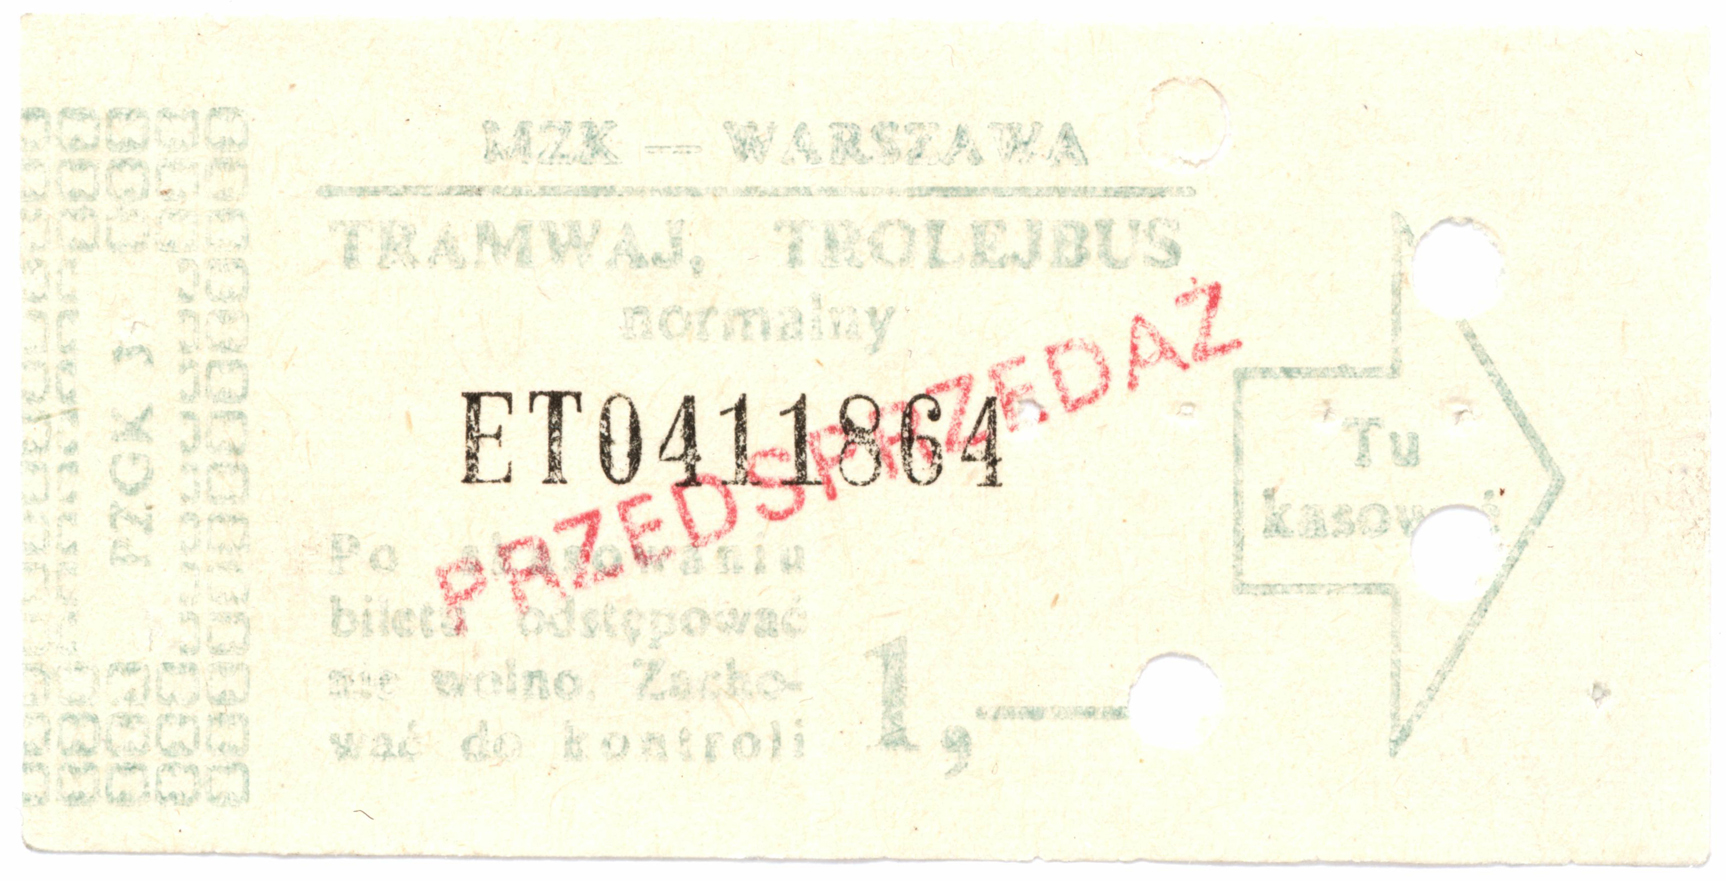 MZK — WARSZAWA
TRAMWAJ, TROLEJBUS
normalny
ET0411864
PRZEDSPRZEDAŻ
Po skasowaniu
biletu odstępować
nie wolno. Zacho-
wać do kontroli
1,—
Tu
kasować
PZGK